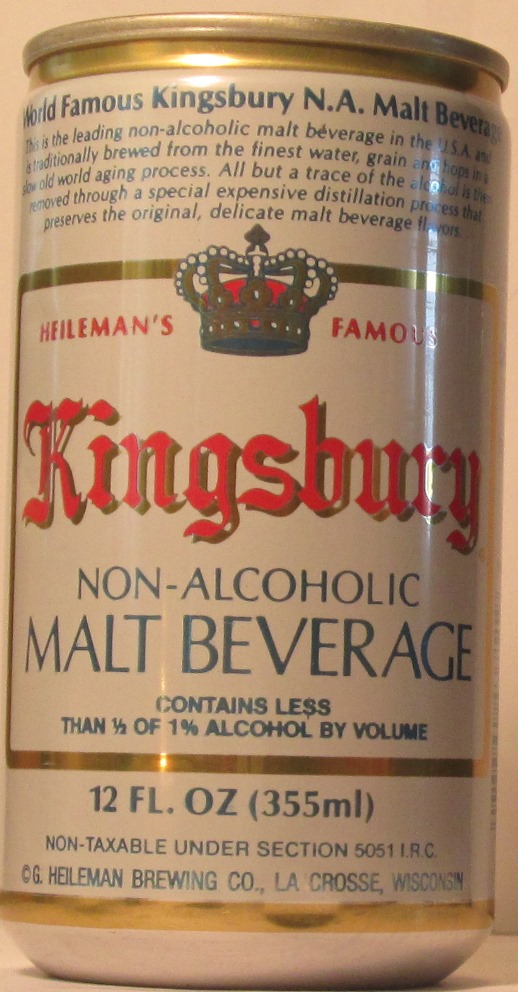 World Famous Kingsbury N.A. Malt Beverage
This is the leading non-alcoholic malt beverage in the U.S.A. and
is traditionally brewed from the finest water, grain and hops in a
slow old world aging process. All but a trace of the alcohol is then
removed through a special expensive distillation process that
preserves the original, delicate malt beverage flavors.
HEILEMAN'S FAMOUS
Kingsbury
NON-ALCOHOLIC
MALT BEVERAGE
CONTAINS LESS
THAN ½ OF 1% ALCOHOL BY VOLUME
12 FL. OZ (355ml)
NON-TAXABLE UNDER SECTION 5051 I.R.C.
©G. HEILEMAN BREWING CO., LA CROSSE, WISCONSIN